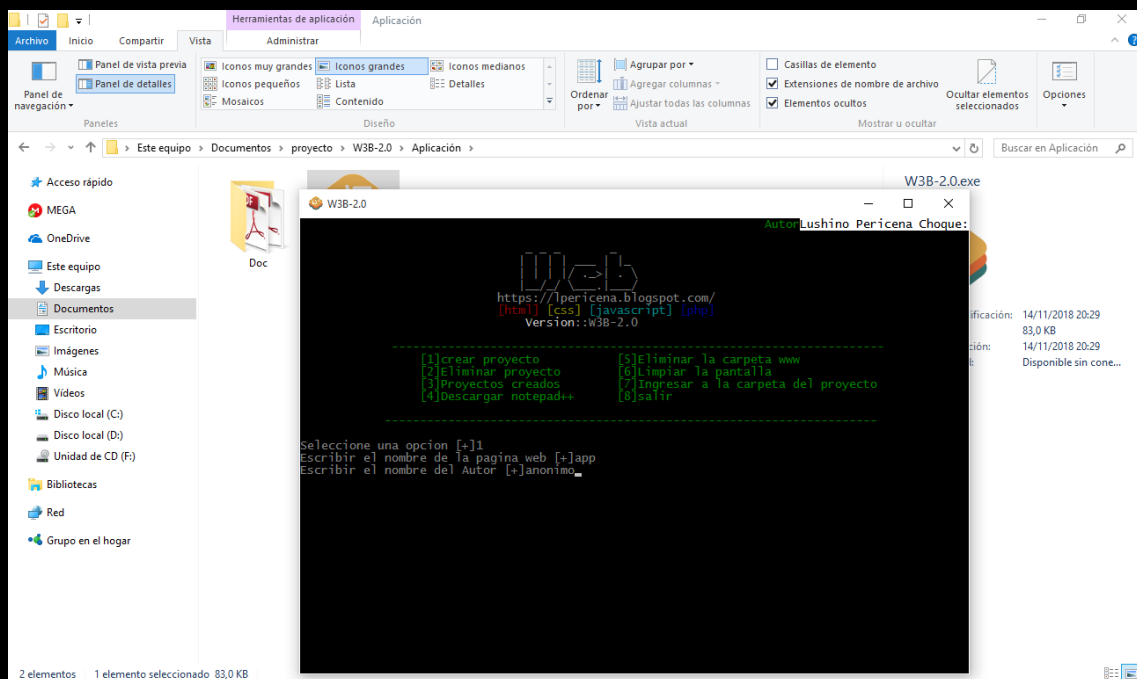 Herramientas de aplicación Aplicación
Archivo Inicio Compartir Vista Administrar
Panel de navegación
Panel de vista previa
Panel de detalles
Paneles
Iconos muy grandes Iconos grandes Iconos medianos
Iconos pequeños Lista Detalles
Mosaicos Contenido
Diseño
Ordenar por
Agrupar por
Agregar columnas
Ajustar todas las columnas
Vista actual
Casillas de elemento
Extensiones de nombre de archivo
Elementos ocultos
Ocultar elementos seleccionados
Mostrar u ocultar
Opciones
Este equipo > Documentos > proyecto > W3B-2.0 > Aplicación >
Buscar en Aplicación
Acceso rápido
MEGA
OneDrive
Este equipo
Descargas
Documentos
Escritorio
Imágenes
Música
Vídeos
Disco local (C:)
Disco local (D:)
Unidad de CD (F:)
Bibliotecas
Red
Grupo en el hogar
Doc
W3B-2.0.exe
ificación: 14/11/2018 20:29
83,0 KB
ción: 14/11/2018 20:29
Disponible sin cone...
W3B-2.0
AutorLushino Pericena Choque:
https://lpericena.blogspot.com/
[html] [css] [javascript] [php]
Version::W3B-2.0
[1]crear proyecto [5]Eliminar la carpeta www
[2]Eliminar proyecto [6]Limpiar la pantalla
[3]Proyectos creados [7]Ingresar a la carpeta del proyecto
[4]Descargar notepad++ [8]salir
Seleccione una opcion [+]1
Escribir el nombre de la pagina web [+]app
Escribir el nombre del Autor [+]anonimo
2 elementos 1 elemento seleccionado 83,0 KB